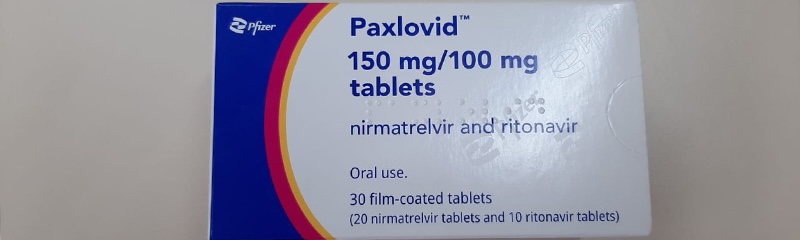 Pfizer
Paxlovid™
150 mg/100 mg
tablets
nirmatrelvir and ritonavir
Oral use.
30 film-coated tablets
(20 nirmatrelvir tablets and 10 ritonavir tablets)